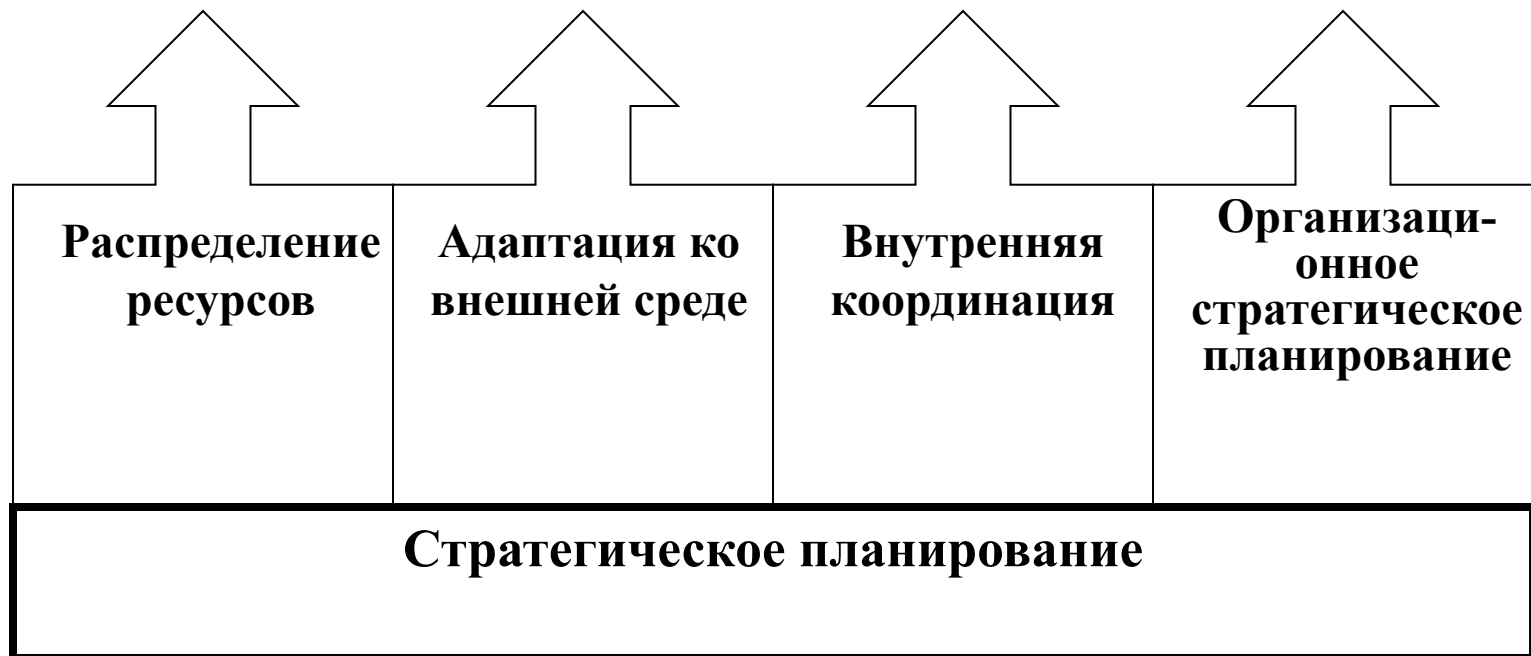 Распределение
ресурсов
Адаптация ко
внешней среде
Внутренняя
координация
Организаци-
онное
стратегическое
планирование
Стратегическое планирование